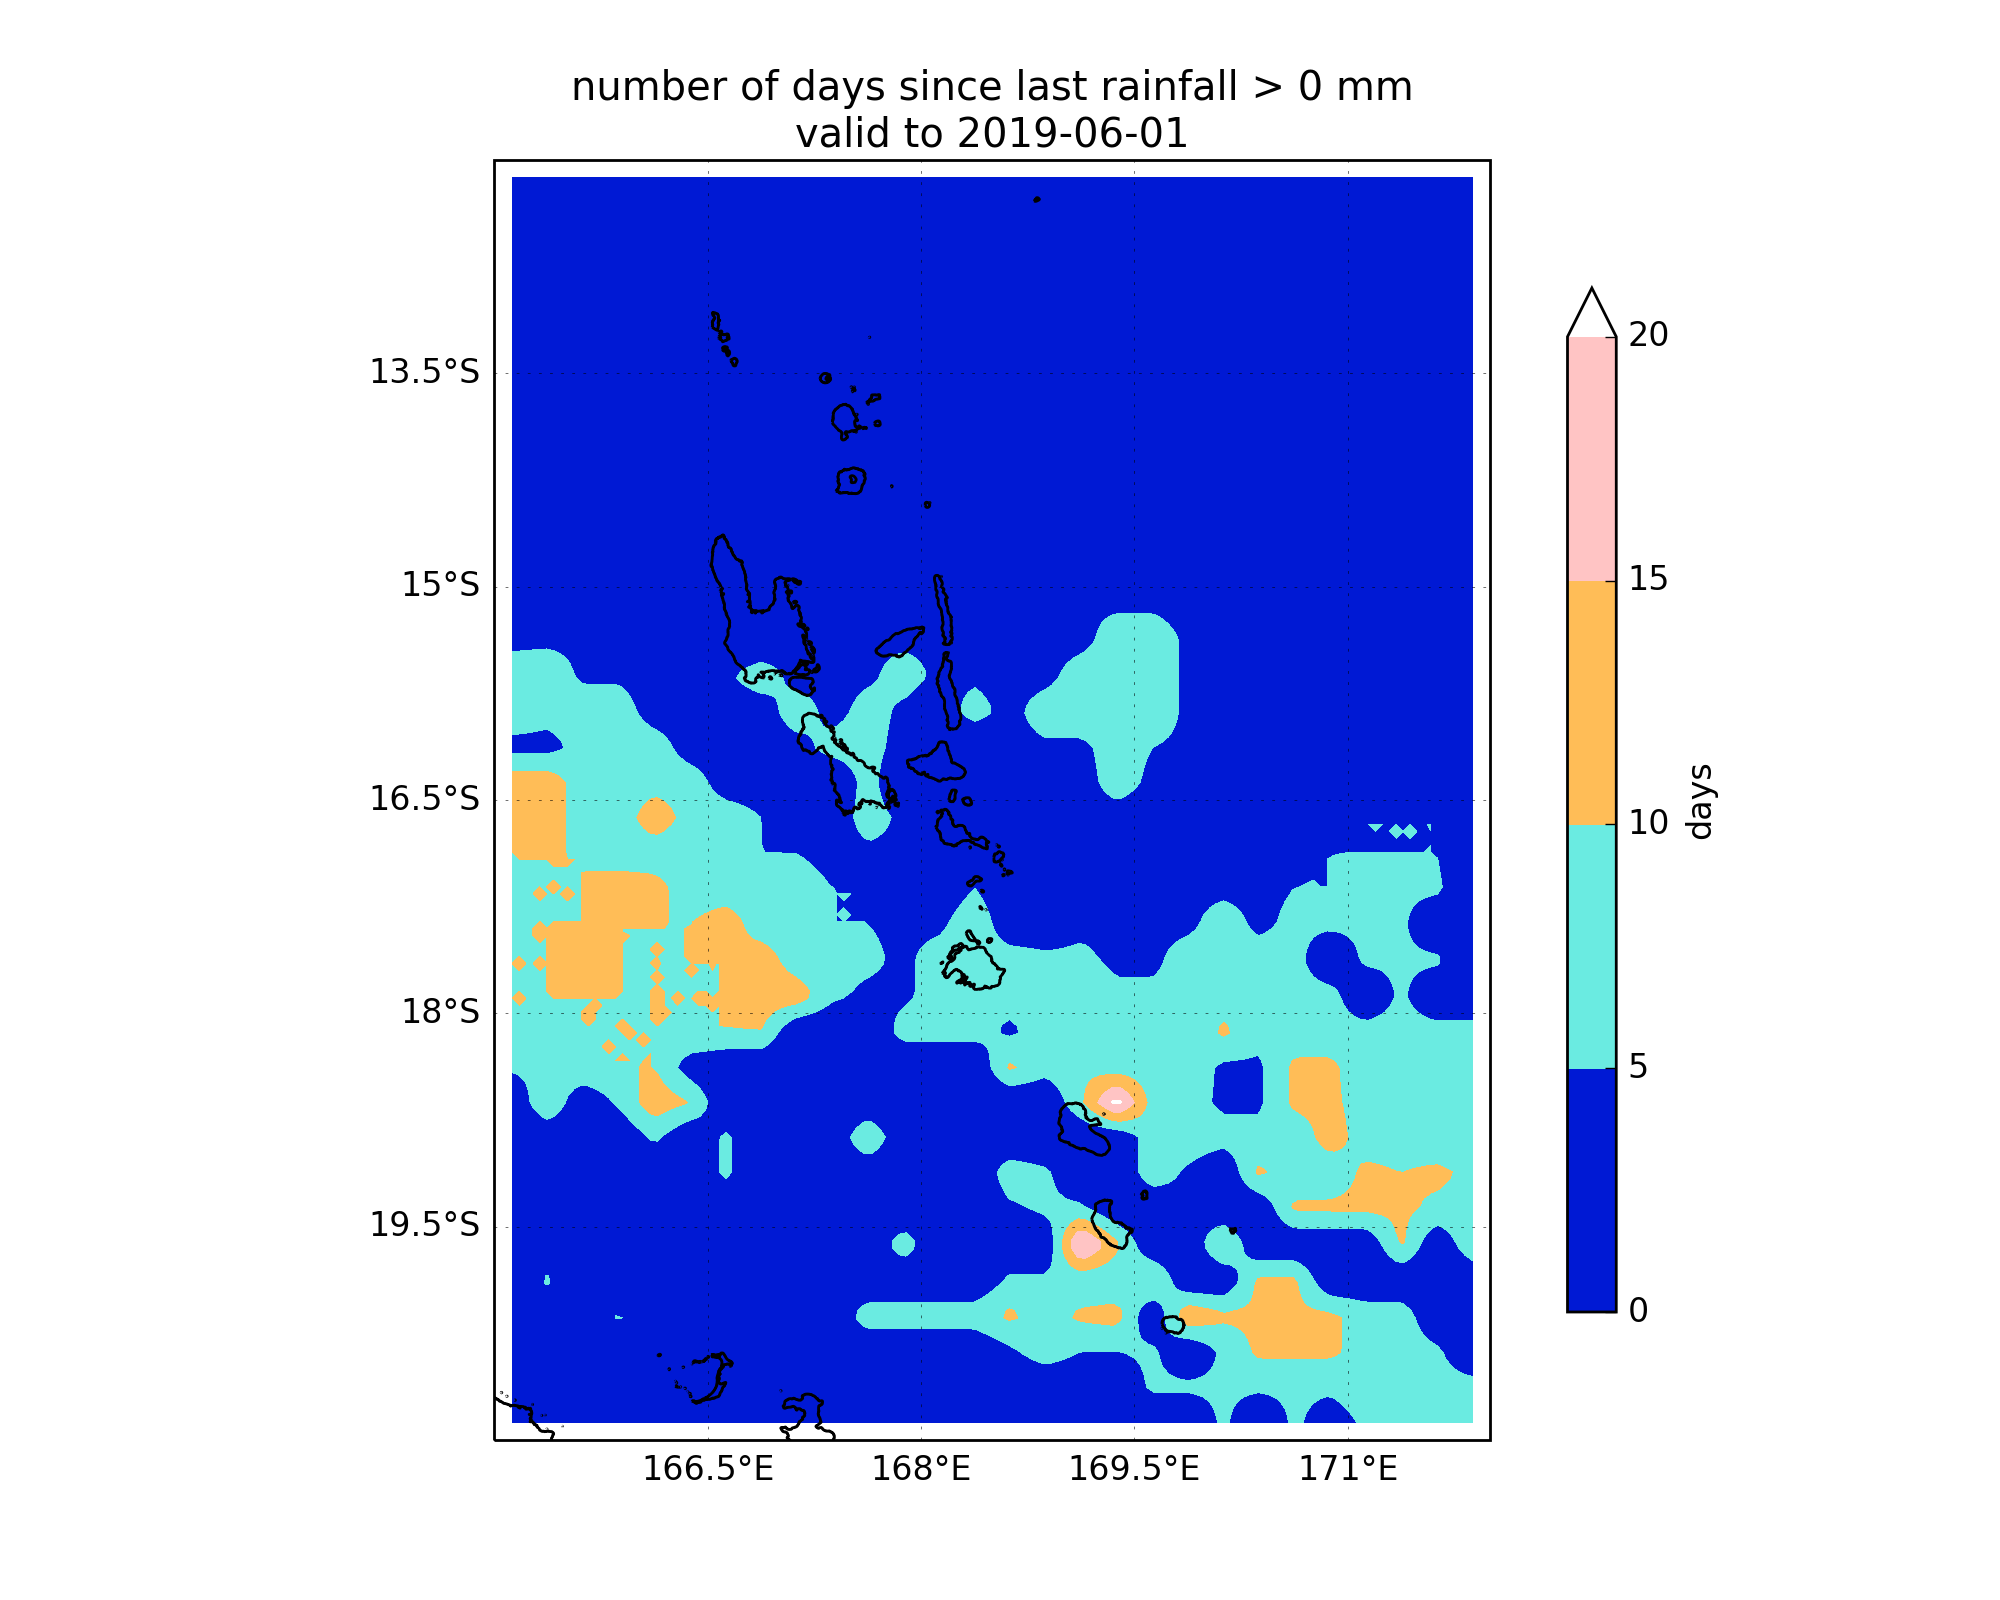 number of days since last rainfall > 0 mm
valid to 2019-06-01
13.5°S
15°S
16.5°S
18°S
19.5°S
166.5°E
168°E
169.5°E
171°E
20
15
10
5
0
days